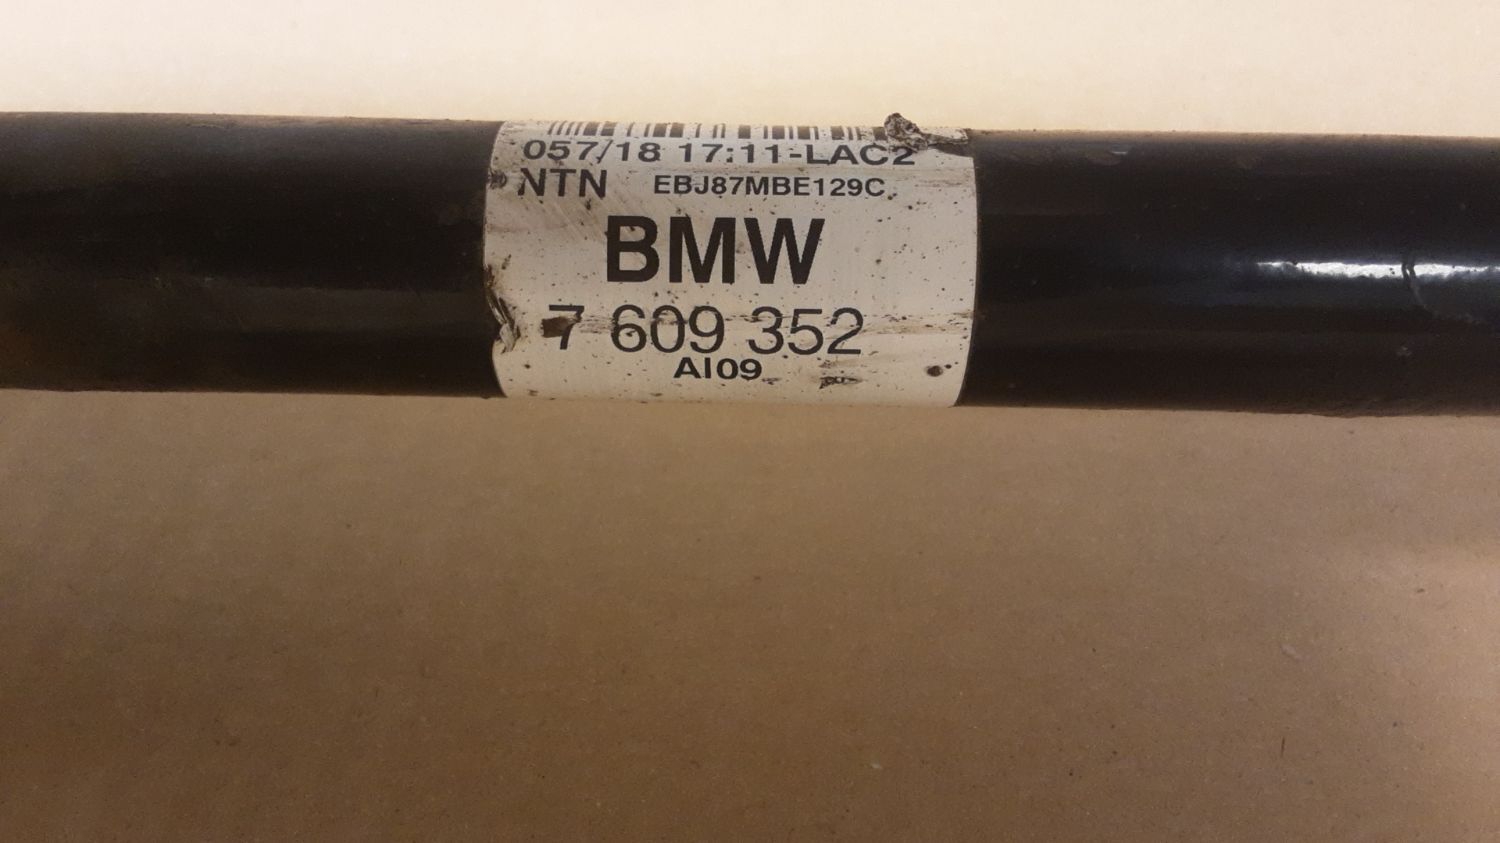 057/18 17:11-LAC2
NTN EBJ87MBE129C
BMW
7 609 352
AI09